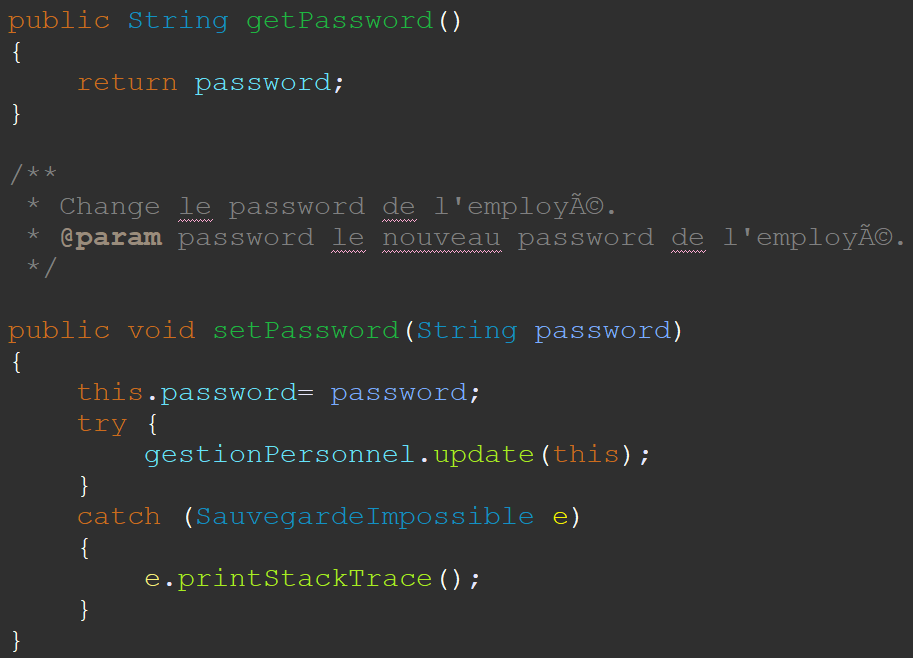 public String getPassword()
{
    return password;
}

/**
 * Change le password de l'employÃ©.
 * @param password le nouveau password de l'employÃ©.
 */

public void setPassword(String password)
{
    this.password= password;
    try {
        gestionPersonnel.update(this);
    }
    catch (SauvegardeImpossible e)
    {
        e.printStackTrace();
    }
}